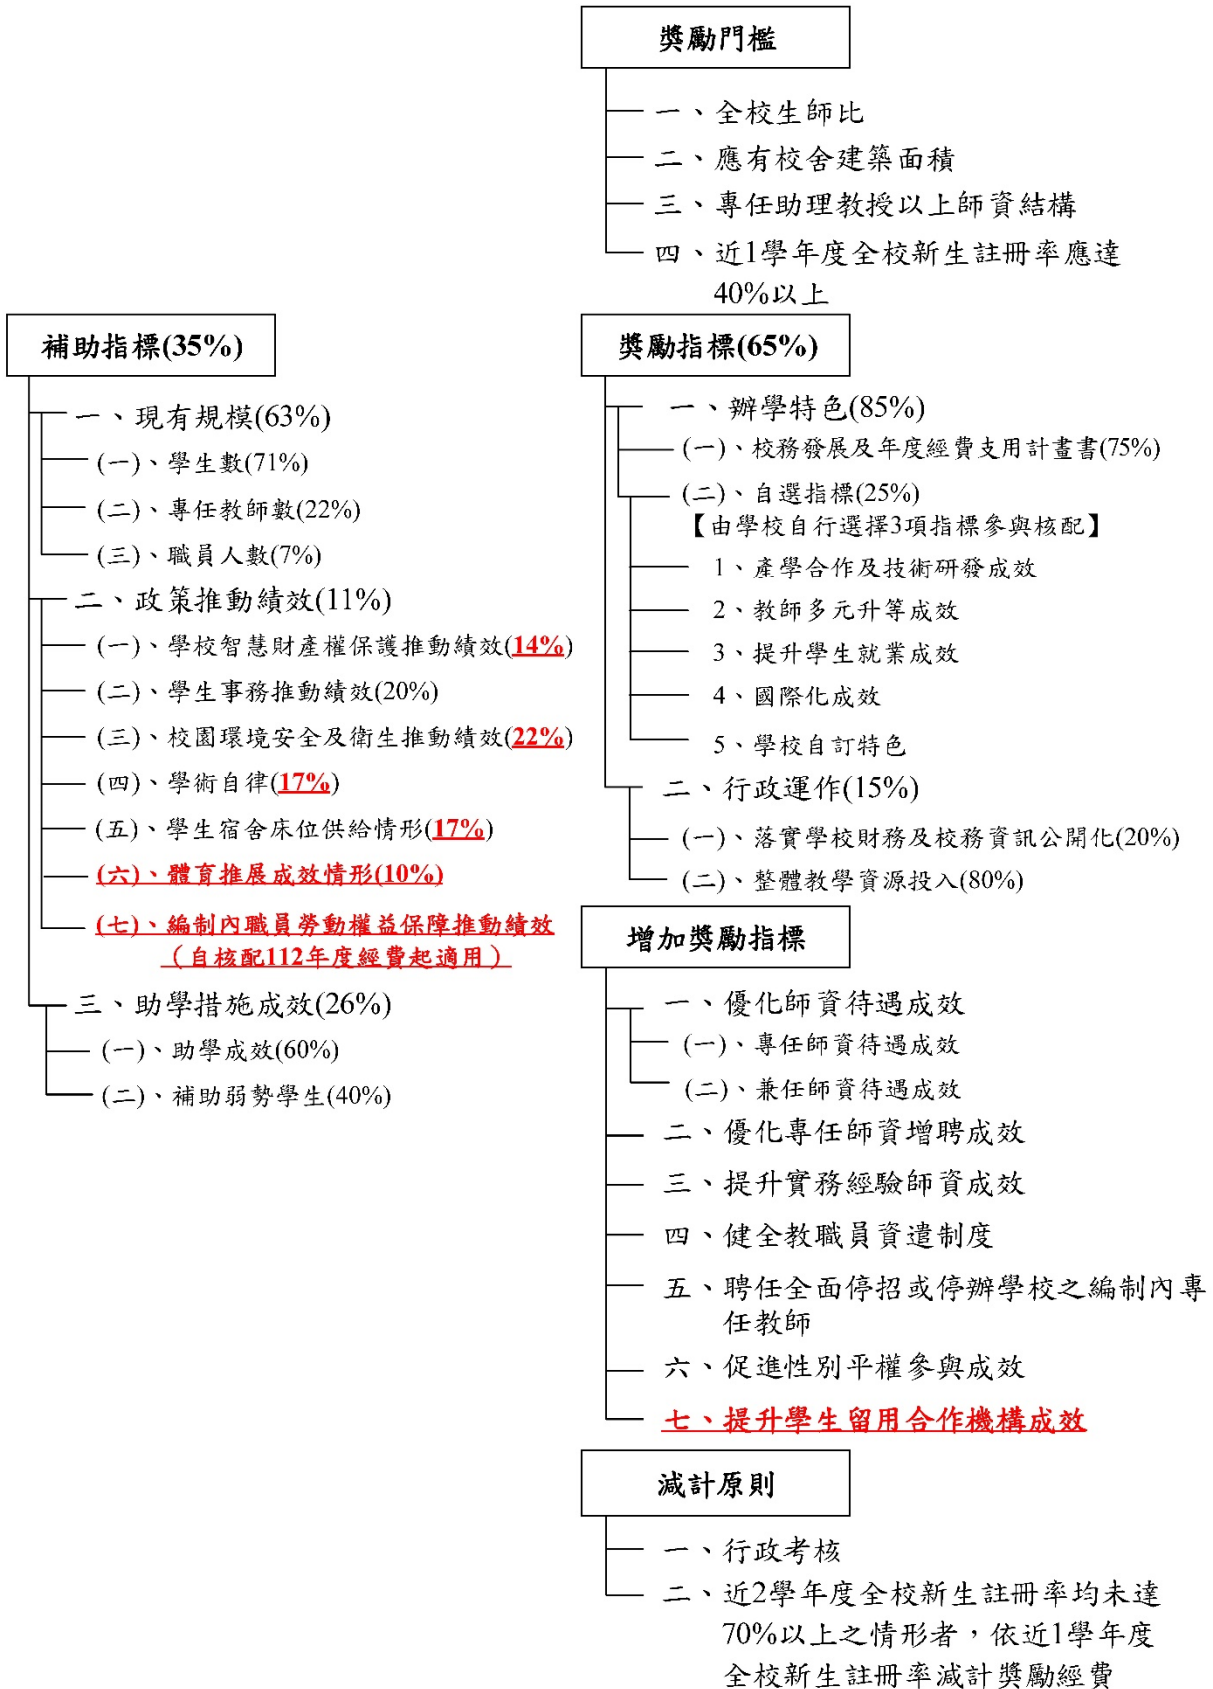 獎勵門檻
一、全校生師比
二、應有校舍建築面積
三、專任助理教授以上師資結構
四、近1學年度全校新生註冊率應達
40%以上
補助指標(35%)
一、現有規模(63%)
(一)、學生數(71%)
(二)、專任教師數(22%)
(三)、職員人數(7%)
二、政策推動績效(11%)
(一)、學校智慧財產權保護推動績效(14%)
(二)、學生事務推動績效(20%)
(三)、校園環境安全及衛生推動績效(22%)
(四)、學術自律(17%)
(五)、學生宿舍床位供給情形(17%)
(六)、體育推展成效情形(10%)
(七)、編制內職員勞動權益保障推動績效
（自核配112年度經費起適用）
三、助學措施成效(26%)
(一)、助學成效(60%)
(二)、補助弱勢學生(40%)
獎勵指標(65%)
一、辦學特色(85%)
(一)、校務發展及年度經費支用計畫書(75%)
(二)、自選指標(25%)
【由學校自行選擇3項指標參與核配】
1、產學合作及技術研發成效
2、教師多元升等成效
3、提升學生就業成效
4、國際化成效
5、學校自訂特色
二、行政運作(15%)
(一)、落實學校財務及校務資訊公開化(20%)
(二)、整體教學資源投入(80%)
增加獎勵指標
一、優化師資待遇成效
(一)、專任師資待遇成效
(二)、兼任師資待遇成效
二、優化專任師資增聘成效
三、提升實務經驗師資成效
四、健全教職員資遣制度
五、聘任全面停招或停辦學校之編制內專
任教師
六、促進性別平權參與成效
七、提升學生留用合作機構成效
減計原則
一、行政考核
二、近2學年度全校新生註冊率均未達
70%以上之情形者，依近1學年度
全校新生註冊率減計獎勵經費